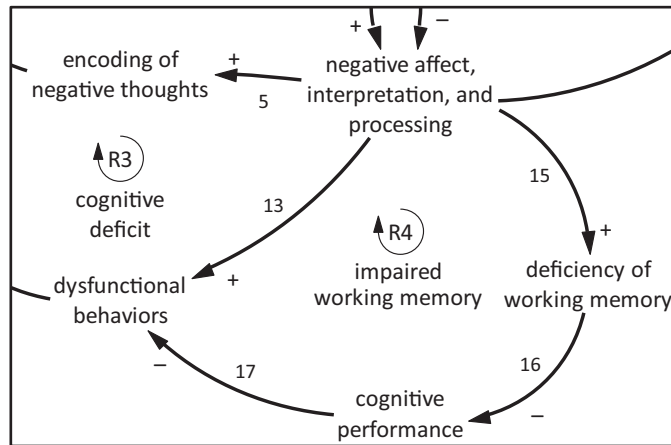 + −
encoding of
negative thoughts
+
5
negative affect,
interpretation, and
processing
R3
cognitive
deficit
13
15
R4
impaired
working memory
+
deficiency of
working memory
dysfunctional
behaviors
+
−
17
16
−
cognitive
performance